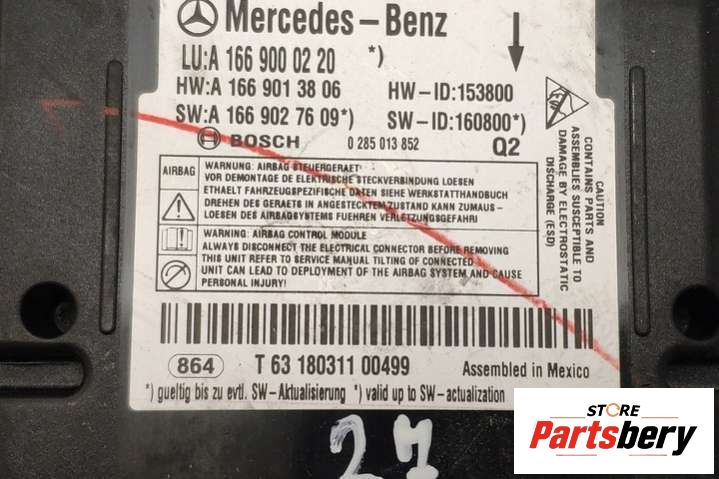 Mercedes-Benz
LU:A 166 900 02 20 *)
HW:A 166 901 38 06 HW-ID:153800
SW:A 166 902 76 09*) SW-ID:160800*)
BOSCH 0 285 013 852 Q2
AIRBAG
WARNUNG: AIRBAG STEUERGERAET
VOR DEMONTAGE DE ELEKTRISCHE STECKVERBINDUNG LOESEN
ETHAELT FAHRZEUGSPEZIFISCHE DATEN SIEHE WERKSTATTHANDBUCH
DREHEN DES GERAETS IN ANGESTECKTEM ZUSTAND KANN ZUMAUS-
LOESEN DES AIRBAGSYSTEMS FUEHREN VERLETZUNGSGEFAHR!
WARNING: AIRBAG CONTROL MODULE
ALWAYS DISCONNECT THE ELECTRICAL CONNECTOR BEFORE REMOVING
THIS UNIT REFER TO SERVICE MANUAL TILTING OF CONNECTED
UNIT CAN LEAD TO DEPLOYMENT OF THE AIRBAG SYSTEM AND CAUSE
PERSONAL INJURY!
CAUTION
CONTAINS PARTS AND
ASSEMBLIES SUSCEPTIBLE TO
DAMAGE BY ELECTROSTATIC
DISCHARGE (ESD)
864 T 63 180311 00499 Assembled in Mexico
*) gueltig bis zu evtl. SW-Aktualisierung *) valid up to SW-actualization
27
STORE
Partsbery